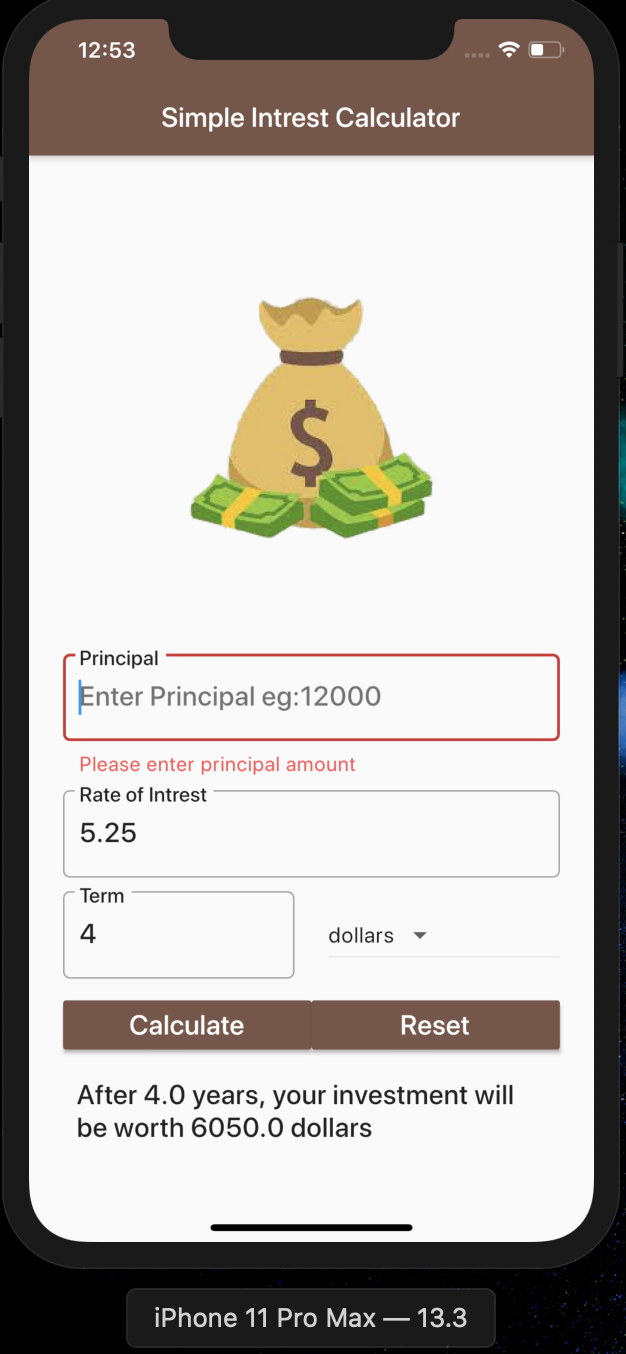 12:53
Simple Intrest Calculator
$
Principal
Enter Principal eg:12000
Please enter principal amount
Rate of Intrest
5.25
Term
4
dollars
Calculate
Reset
After 4.0 years, your investment will
be worth 6050.0 dollars
iPhone 11 Pro Max — 13.3